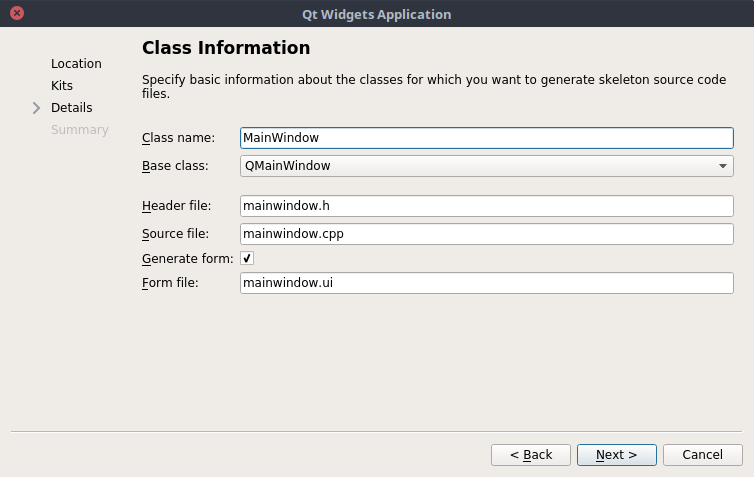 Qt Widgets Application
Location
Kits
Details
Summary
Class Information
Specify basic information about the classes for which you want to generate skeleton source code
files.
Class name: MainWindow
Base class: QMainWindow
Header file: mainwindow.h
Source file: mainwindow.cpp
Generate form:
Form file: mainwindow.ui
< Back Next > Cancel